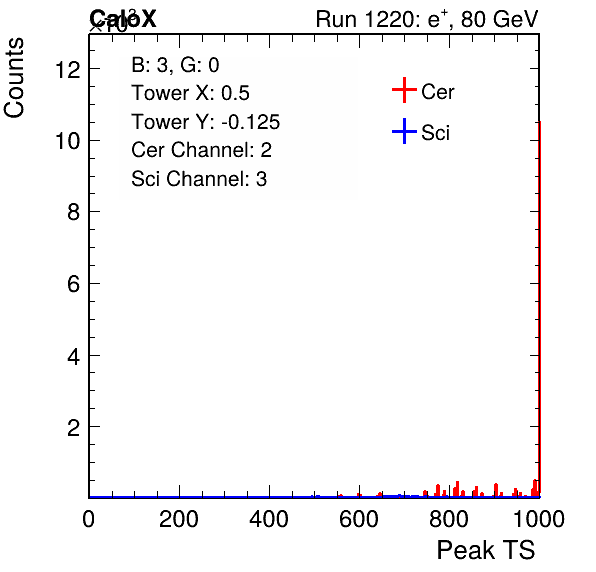 CaloX Run 1220: e+, 80 GeV
×10³
Counts
B: 3, G: 0
Tower X: 0.5
Tower Y: -0.125
Cer Channel: 2
Sci Channel: 3
Cer
Sci
12
10
8
6
4
2
0 200 400 600 800 1000
Peak TS